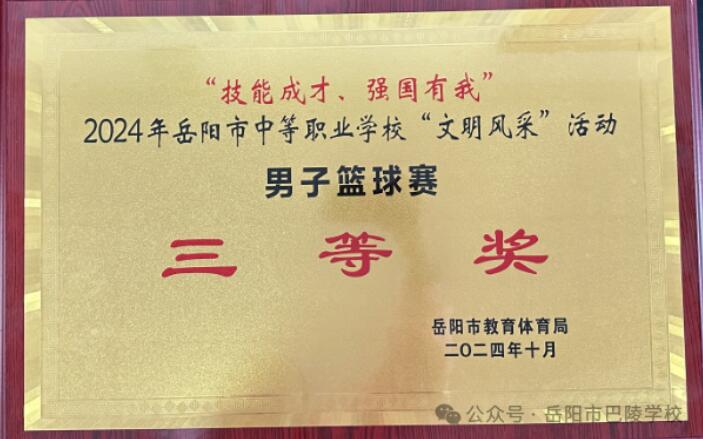 “技能成才、强国有我”
2024年岳阳市中等职业学校“文明风采”活动
男子篮球赛
三等奖
岳阳市教育体育局
二〇二四年十月
公众号·岳阳市巴陵学校